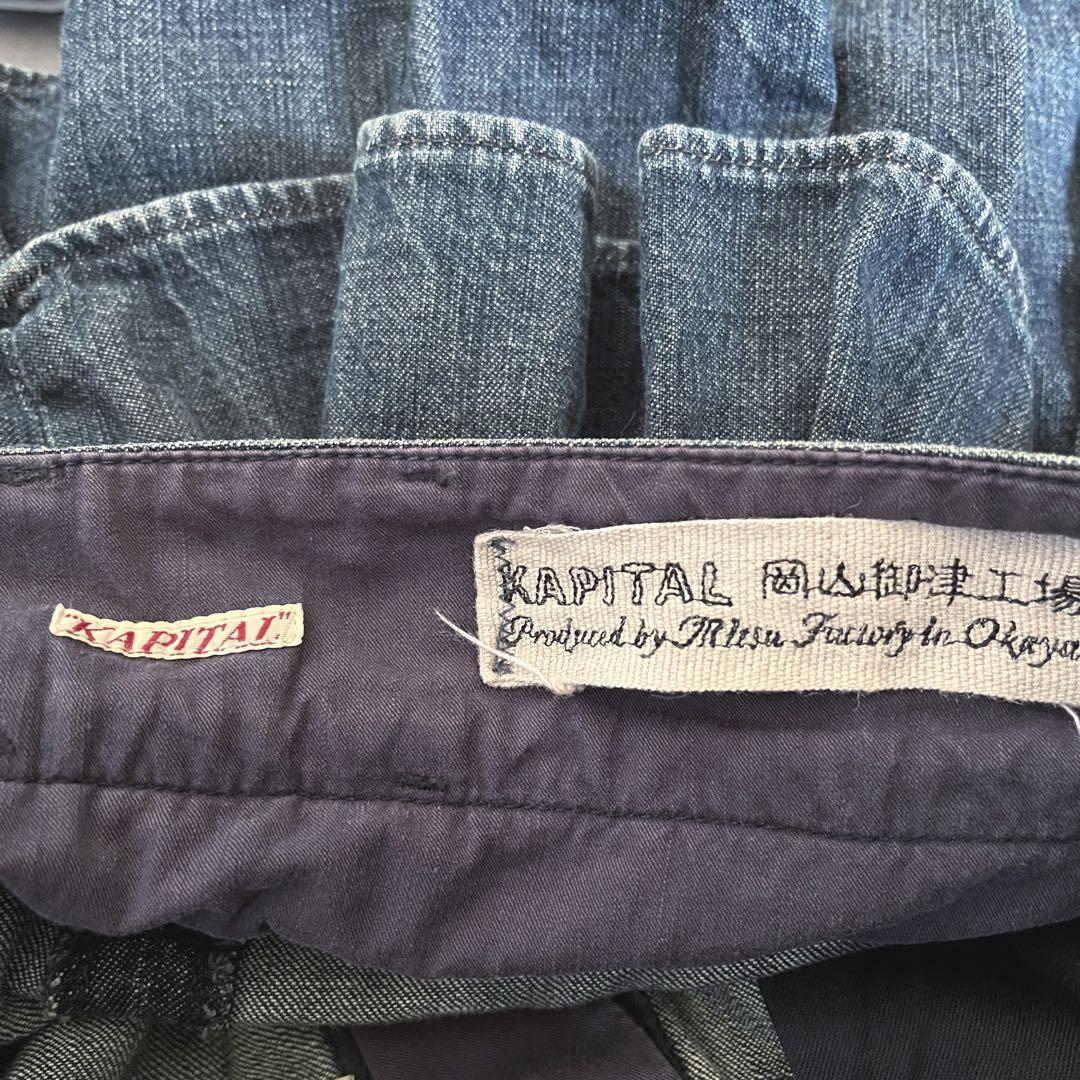 "KAPITAL"
KAPITAL 岡山御津工場
Produced by Mitsu Factory in Okaya